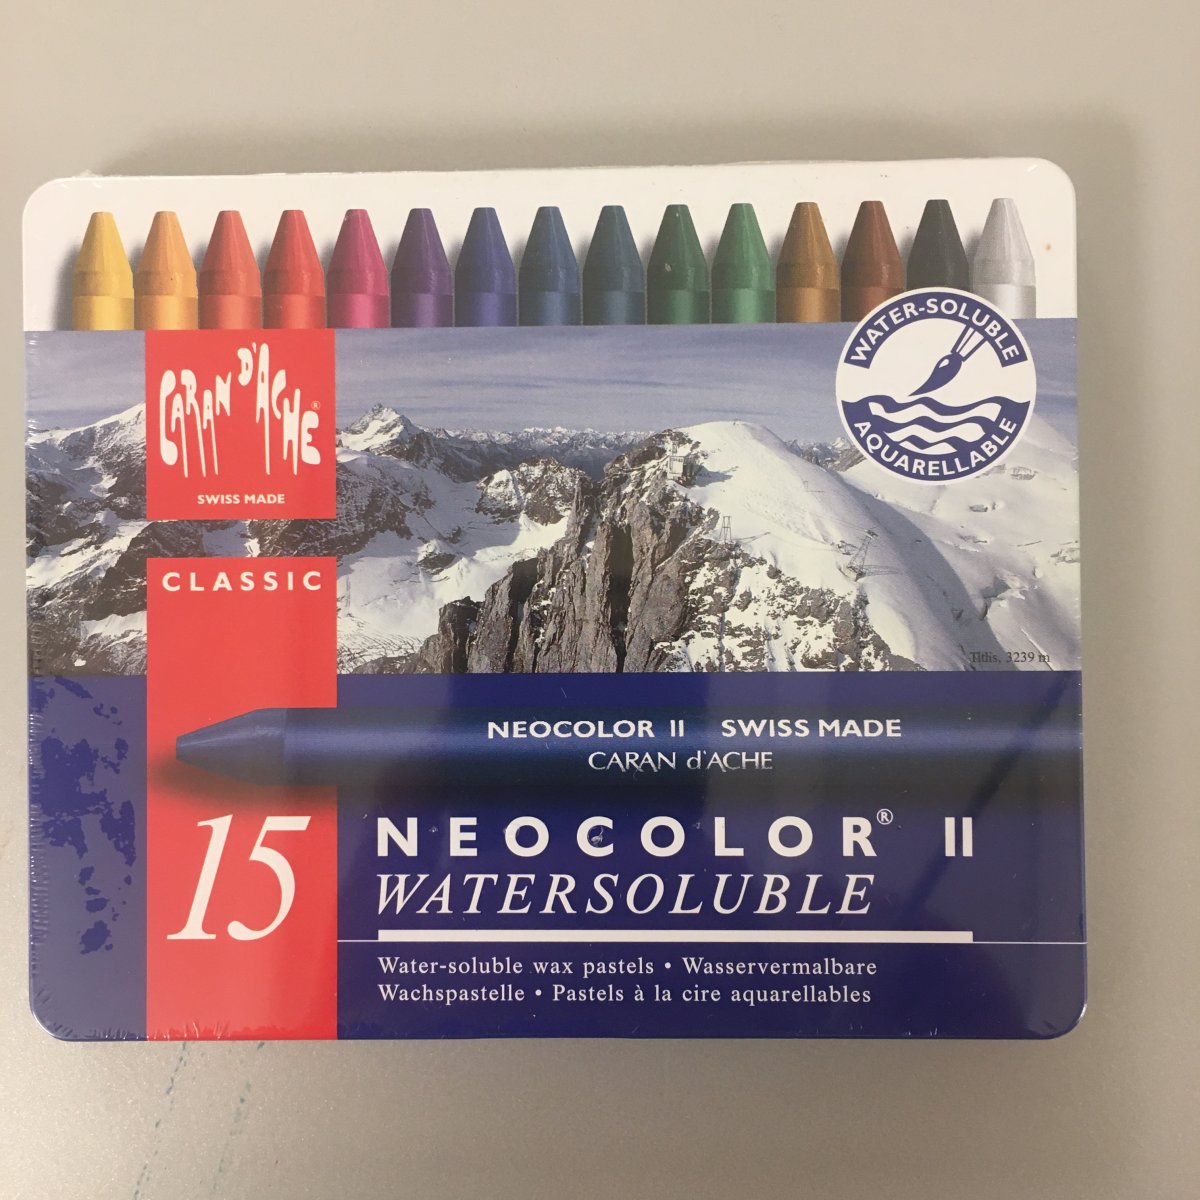 WATER-SOLUBLE
AQUARELLABLE
CARAN D'ACHE®
SWISS MADE
CLASSIC
Titlis, 3239 m
NEOCOLOR II SWISS MADE
CARAN d'ACHE
15
NEOCOLOR® II
WATERSOLUBLE
Water-soluble wax pastels • Wasservermalbare
Wachspastelle • Pastels à la cire aquarellables